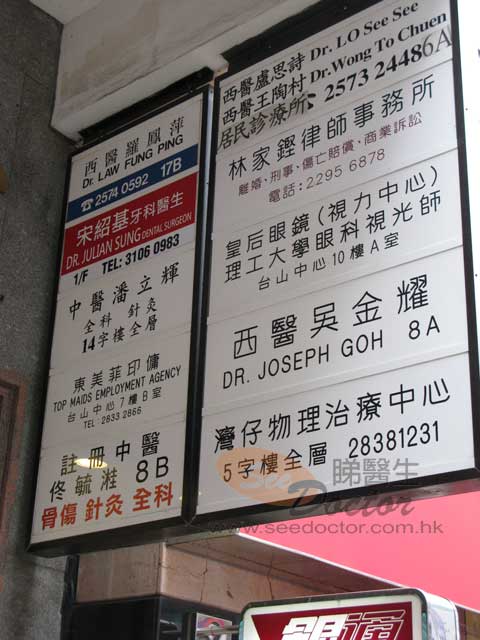 西醫羅鳳萍
Dr. LAW FUNG PING
☎2574 0592 17B
宋紹基牙科醫生
DR. JULIAN SUNG DENTAL SURGEON
1/F TEL: 3106 0983
中醫潘立輝
全科 針灸
14字樓全層
東美菲印傭
TOP MAIDS EMPLOYMENT AGENCY
台山中心7樓B室
TEL: 2833 2866
註冊中醫
佟毓漄 8B
骨傷 針灸 全科
西醫盧思詩 Dr. LO See See
西醫王陶村 Dr.Wong To Chuen
居民診療所: 2573 2448 6A
林家鏗律師事務所
離婚、刑事、傷亡賠償、商業訴訟
電話: 2295 6878
皇后眼鏡(視力中心)
理工大學眼科視光師
台山中心10樓A室
西醫吳金耀
DR. JOSEPH GOH 8A
灣仔物理治療中心
5字樓全層 28381231
See Doctor 睇醫生
www.seedoctor.com.hk
銀通